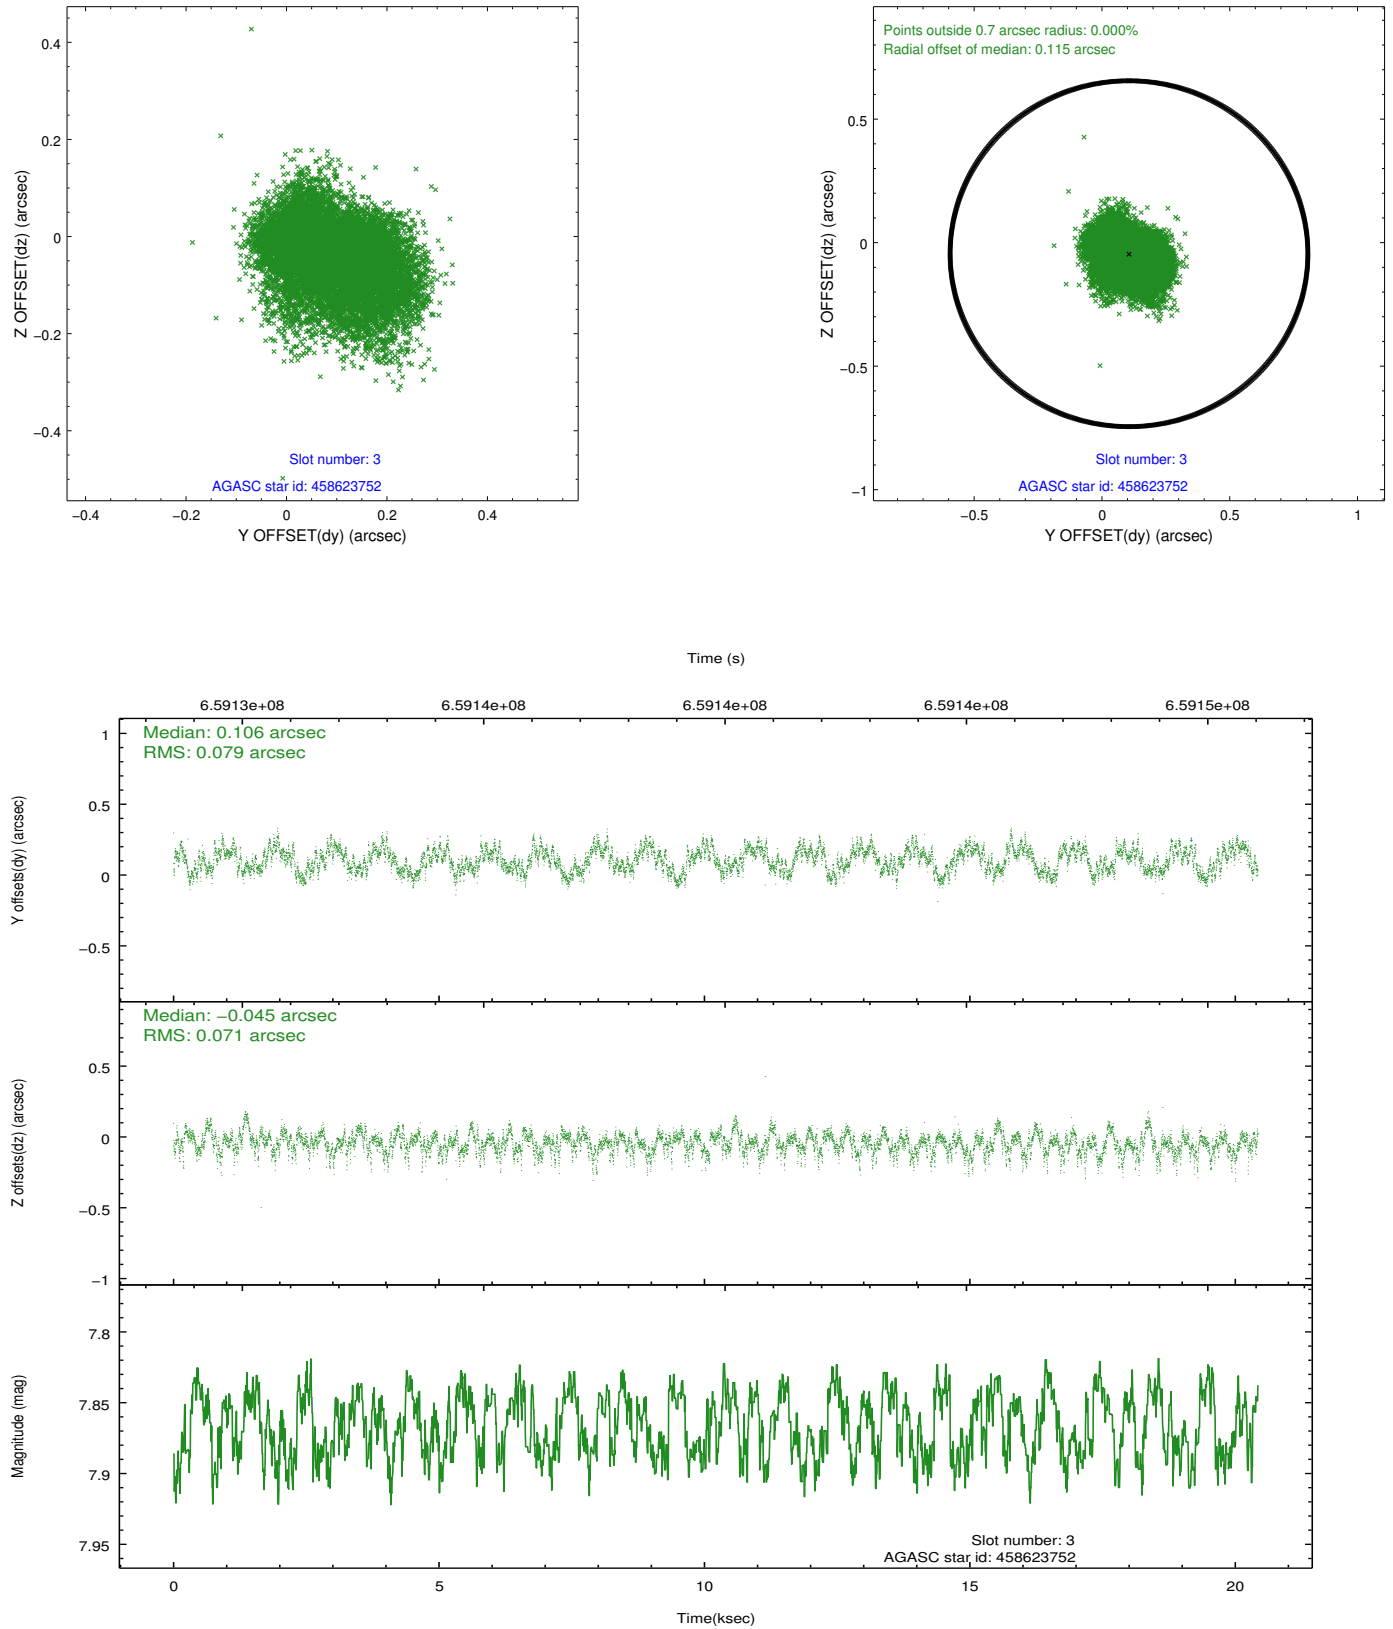 0.4
0.2
0
−0.2
−0.4
Z OFFSET(dz) (arcsec)
Slot number: 3
AGASC star id: 458623752
−0.4
−0.2
0
0.2
0.4
Y OFFSET(dy) (arcsec)
Points outside 0.7 arcsec radius: 0.000%
Radial offset of median: 0.115 arcsec
0.5
0
−0.5
−1
Z OFFSET(dz) (arcsec)
Slot number: 3
AGASC star id: 458623752
−0.5
0
0.5
1
Y OFFSET(dy) (arcsec)
Time (s)
6.5913e+08
6.5914e+08
6.5914e+08
6.5914e+08
6.5915e+08
Median: 0.106 arcsec
RMS: 0.079 arcsec
1
0.5
0
−0.5
Y offsets(dy) (arcsec)
Median: −0.045 arcsec
RMS: 0.071 arcsec
0.5
0
−0.5
−1
Z offsets(dz) (arcsec)
7.8
7.85
7.9
7.95
Magnitude (mag)
Slot number: 3
AGASC star id: 458623752
0
5
10
15
20
Time(ksec)